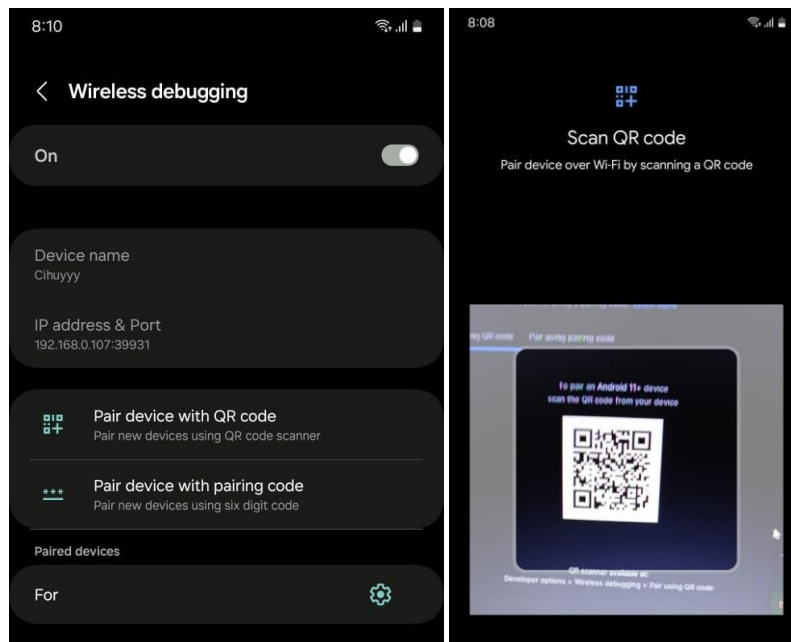 8:10
Wireless debugging
On
Device name
Cihuyyy
IP address & Port
192.168.0.107:39931
Pair device with QR code
Pair new devices using QR code scanner
***
Pair device with pairing code
Pair new devices using six digit code
Paired devices
For
8:08
Scan QR code
Pair device over Wi-Fi by scanning a QR code
QR code
Pair using pairing code
To pair an Android 11+ device
scan the QR code from your device
QR scanner available at:
Developer options > Wireless debugging > Pair using QR code